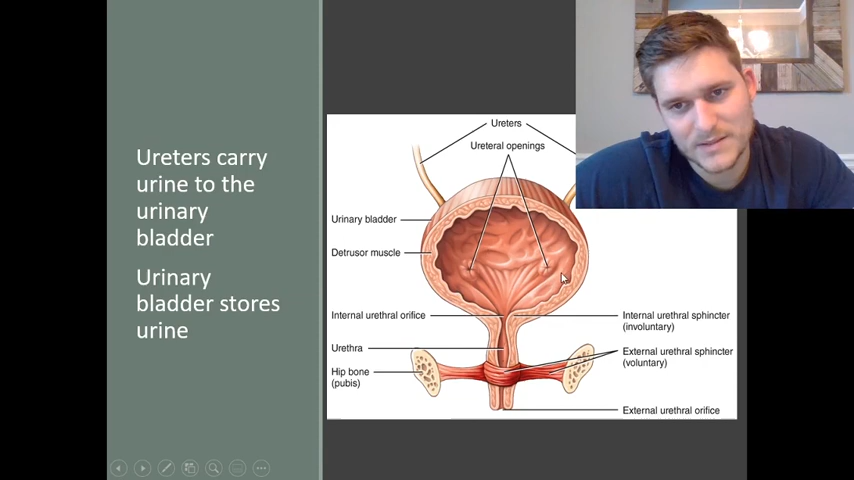 Ureters carry
urine to the
urinary
bladder
Urinary
bladder stores
urine
Ureters
Ureteral openings
Urinary bladder
Detrusor muscle
Internal urethral orifice
Urethra
Hip bone
(pubis)
Internal urethral sphincter
(involuntary)
External urethral sphincter
(voluntary)
External urethral orifice